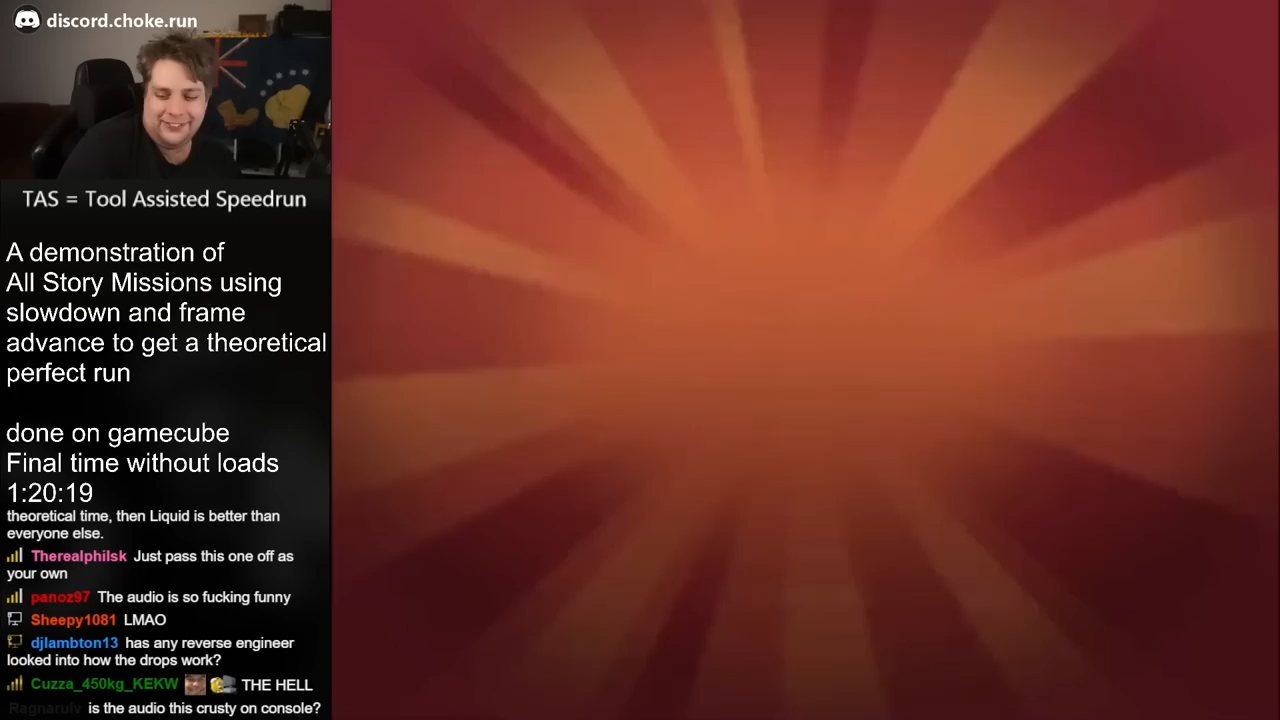 discord.choke.run
TAS = Tool Assisted Speedrun
A demonstration of
All Story Missions using
slowdown and frame
advance to get a theoretical
perfect run
done on gamecube
Final time without loads
1:20:19
theoretical time, then Liquid is better than
everyone else.
Therealphilsk Just pass this one off as
your own
panoz97 The audio is so fucking funny
Sheepy1081 LMAO
djlambton13 has any reverse engineer
looked into how the drops work?
Cuzza_450kg_KEKW THE HELL
Ragnarulv is the audio this crusty on console?